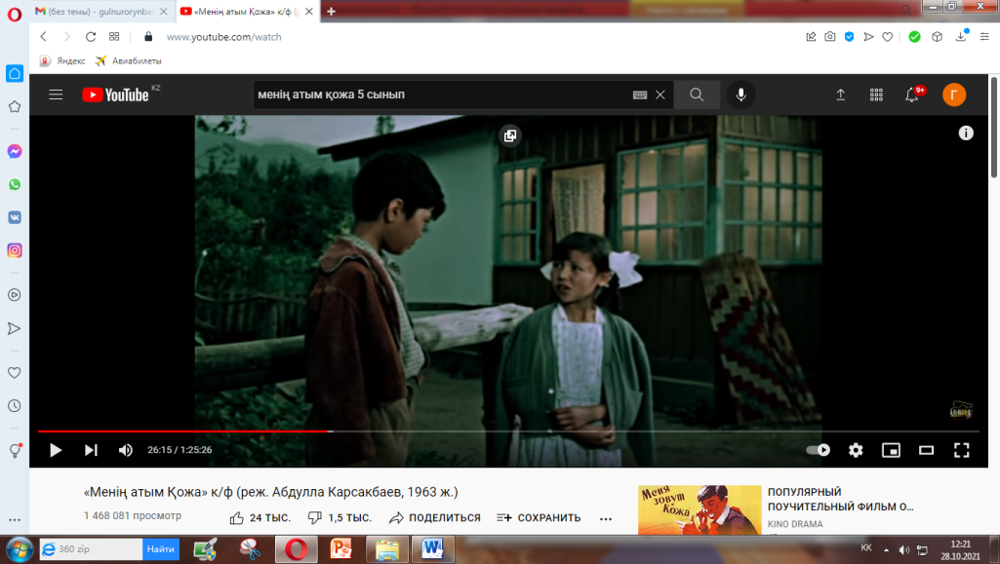 (без темы) - gulnurorynba
«Менің атым Қожа» к/ф (
www.youtube.com/watch
Яндекс Авиабилеты
YouTube KZ
менің атым қожа 5 сынып
9+
Г
26:15 / 1:25:26
«Менің атым Қожа» к/ф (реж. Абдулла Карсакбаев, 1963 ж.)
1 468 081 просмотр
24 ТЫС. 1,5 ТЫС. ПОДЕЛИТЬСЯ СОХРАНИТЬ
Меня зовут
Кожа
ПОПУЛЯРНЫЙ
ПОУЧИТЕЛЬНЫЙ ФИЛЬМ О...
KINO DRAMA
360 zip Найти
KK
12:21
28.10.2021